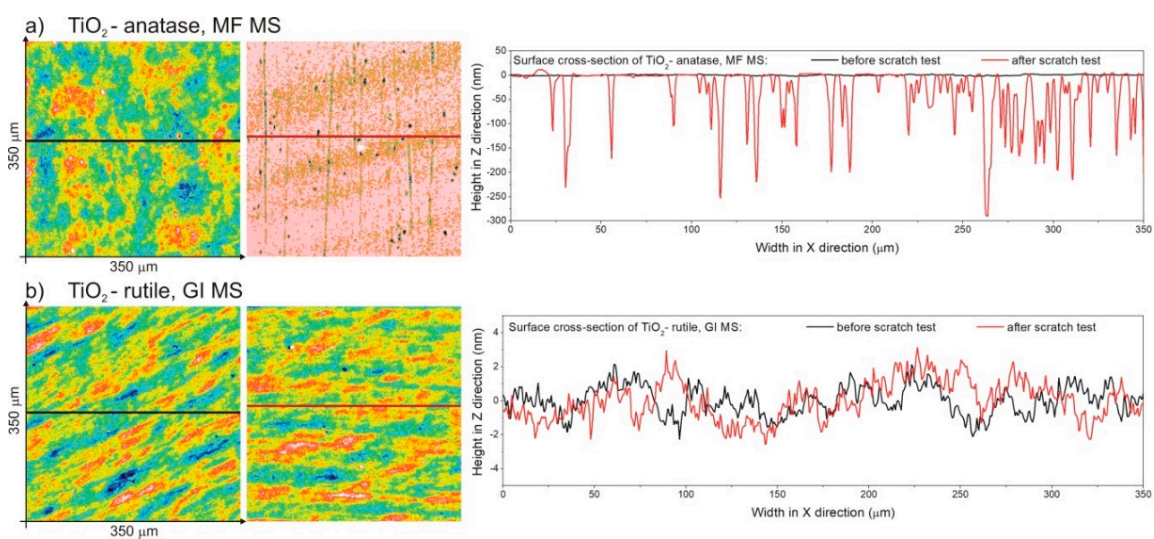 a) TiO2 - anatase, MF MS
350 μm
350 μm
Surface cross-section of TiO2- anatase, MF MS: before scratch test after scratch test
Height in Z direction (nm)
50
0
-50
-100
-150
-200
-250
-300
0 50 100 150 200 250 300 350
Width in X direction (μm)
b) TiO2 - rutile, GI MS
350 μm
350 μm
Surface cross-section of TiO2- rutile, GI MS: before scratch test after scratch test
Height in Z direction (nm)
4
2
0
-2
-4
0 50 100 150 200 250 300 350
Width in X direction (μm)